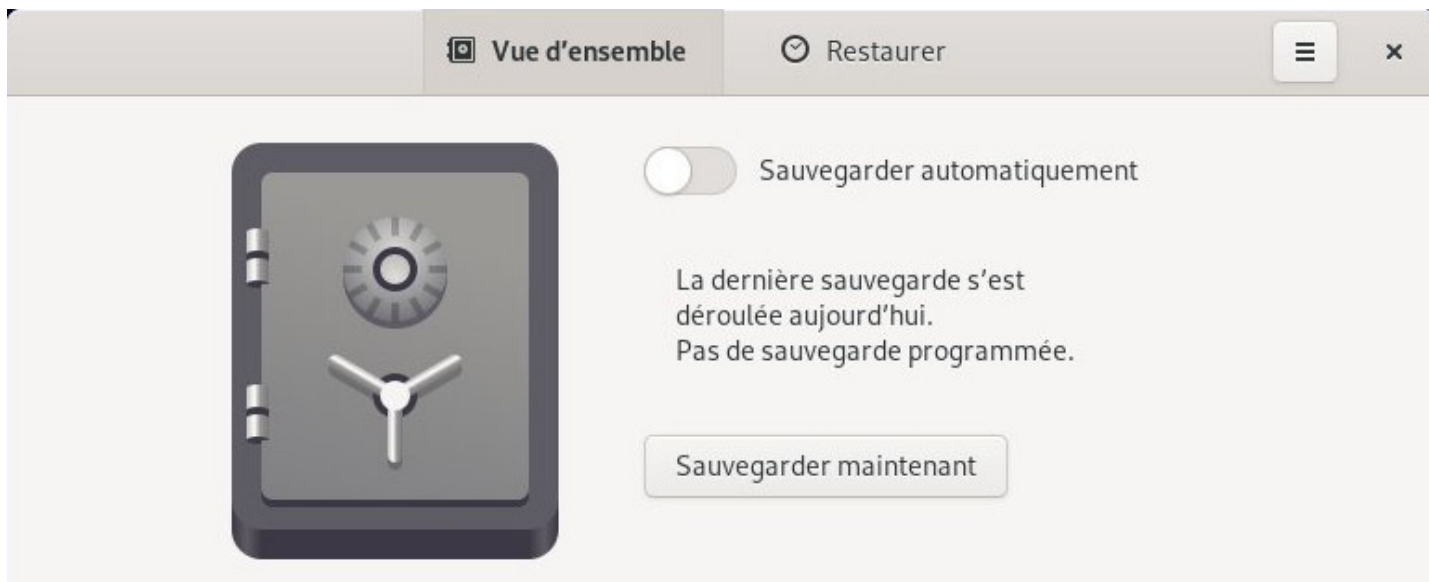 Vue d’ensemble
Restaurer
Sauvegarder automatiquement
La dernière sauvegarde s’est
déroulée aujourd’hui.
Pas de sauvegarde programmée.
Sauvegarder maintenant